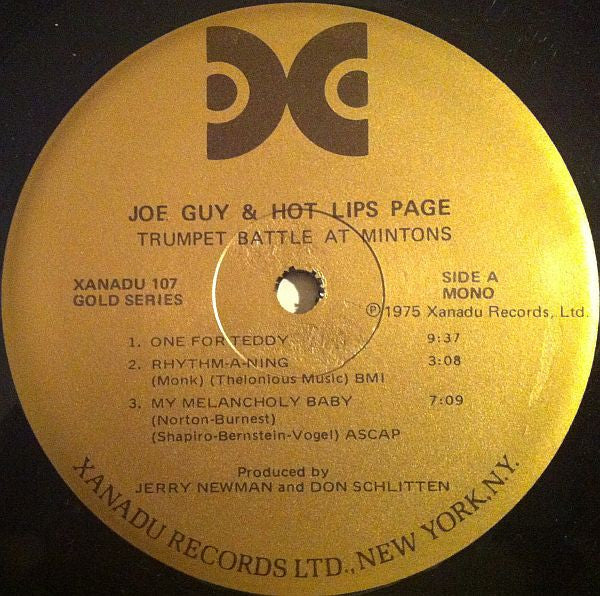 JOE GUY & HOT LIPS PAGE
TRUMPET BATTLE AT MINTONS
XANADU 107
GOLD SERIES
SIDE A
MONO
Ⓟ1975 Xanadu Records, Ltd.
1. ONE FOR TEDDY 9:37
2. RHYTHM-A-NING 3:08
(Monk) (Thelonious Music) BMI
3. MY MELANCHOLY BABY 7:09
(Norton-Burnest)
(Shapiro-Bernstein-Vogel) ASCAP
Produced by
JERRY NEWMAN and DON SCHLITTEN
XANADU RECORDS LTD., NEW YORK, N.Y.